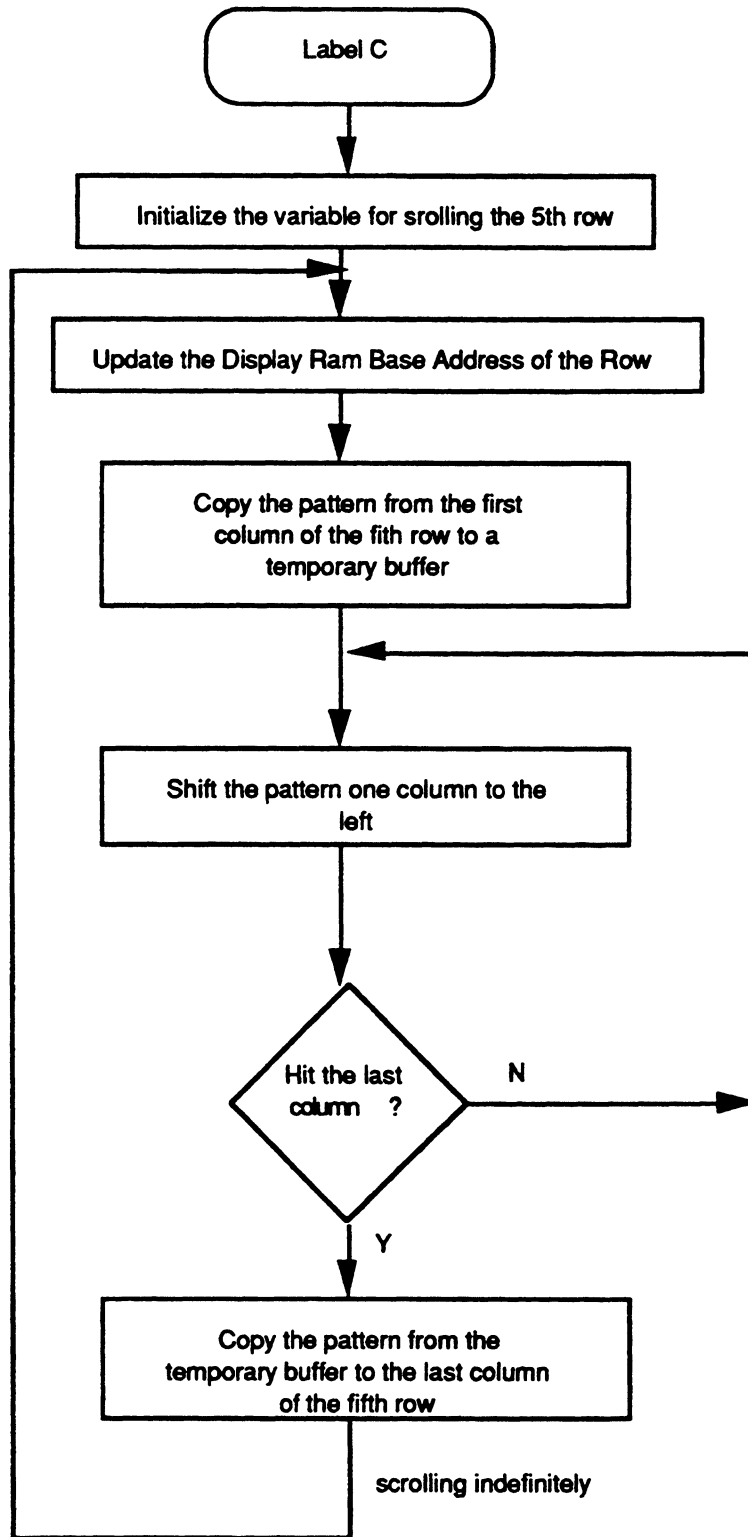 Label C
Initialize the variable for srolling the 5th row
Update the Display Ram Base Address of the Row
Copy the pattern from the first
column of the fith row to a
temporary buffer
Shift the pattern one column to the
left
Hit the last
column ?
N
Y
Copy the pattern from the
temporary buffer to the last column
of the fifth row
scrolling indefinitely